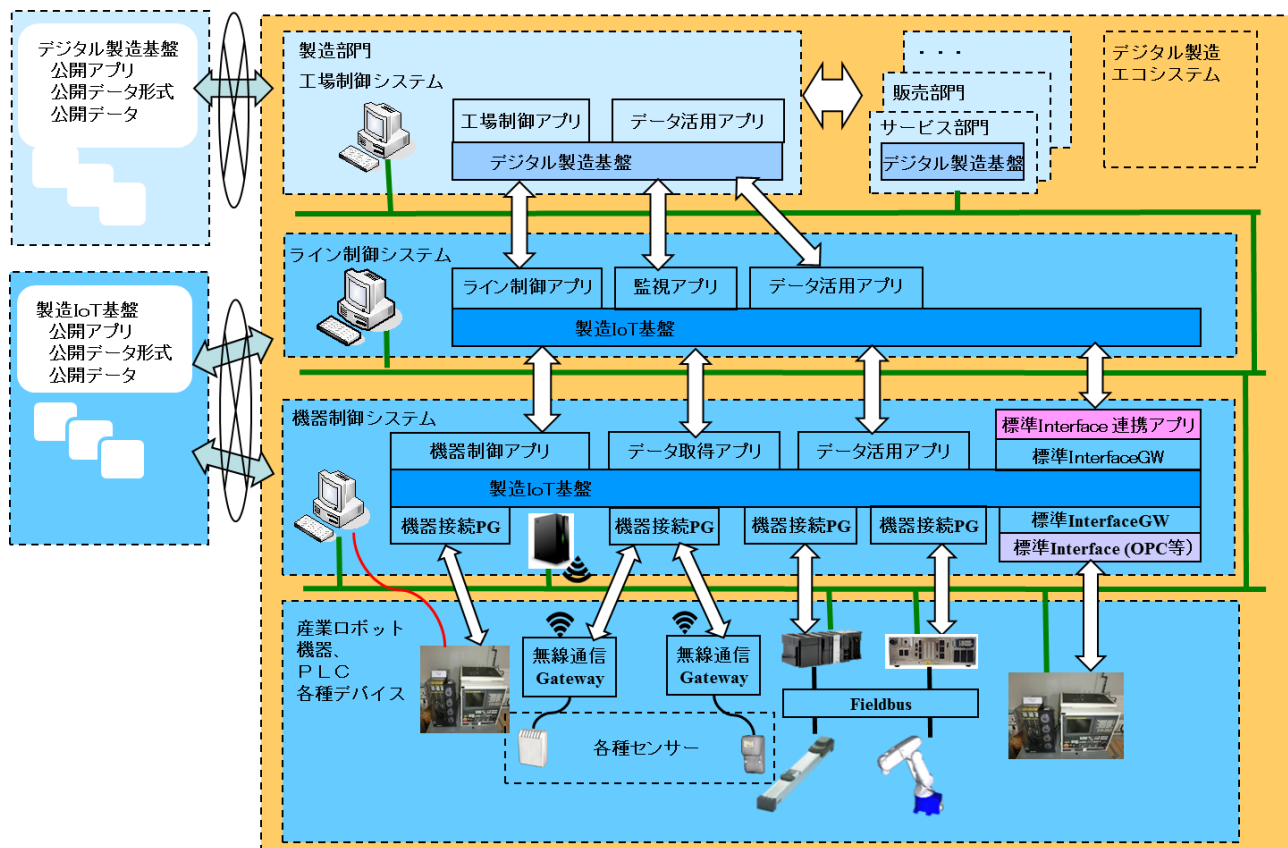 デジタル製造基盤
公開アプリ
公開データ形式
公開データ
製造部門
工場制御システム
工場制御アプリ
データ活用アプリ
デジタル製造基盤
・・・
販売部門
サービス部門
デジタル製造基盤
デジタル製造
エコシステム
ライン制御システム
ライン制御アプリ
監視アプリ
データ活用アプリ
製造IoT基盤
製造IoT基盤
公開アプリ
公開データ形式
公開データ
機器制御システム
機器制御アプリ
データ取得アプリ
データ活用アプリ
標準Interface 連携アプリ
標準InterfaceGW
製造IoT基盤
機器接続PG
機器接続PG
機器接続PG
機器接続PG
標準InterfaceGW
標準Interface (OPC等）
産業ロボット
機器、
ＰＬＣ
各種デバイス
無線通信
Gateway
無線通信
Gateway
Fieldbus
各種センサー